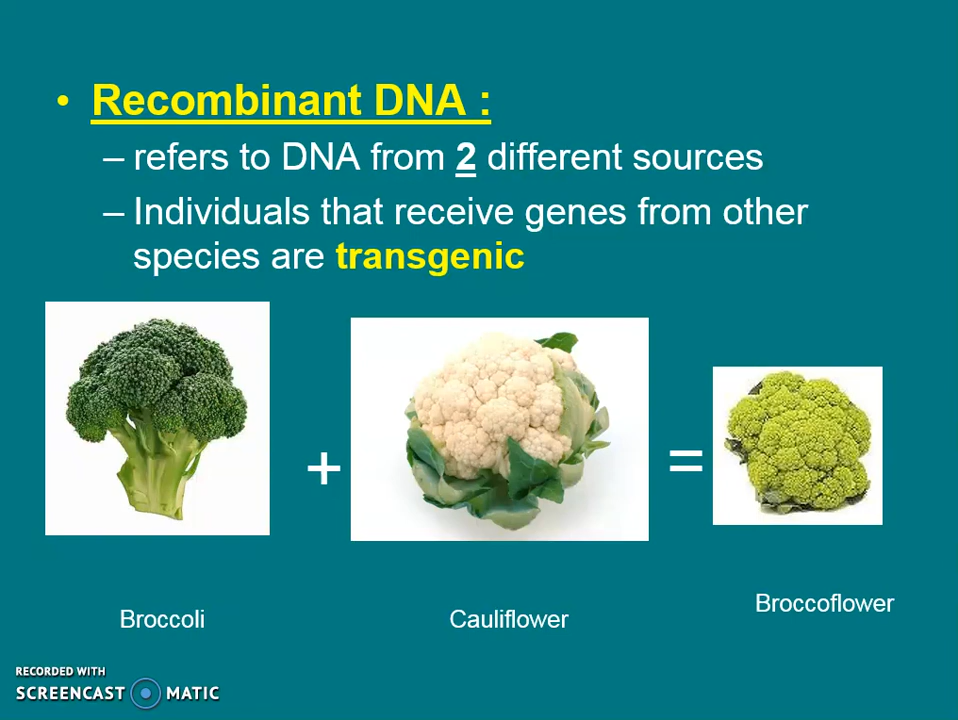 • Recombinant DNA :
– refers to DNA from 2 different sources
– Individuals that receive genes from other
species are transgenic
+
=
Broccoli
Cauliflower
Broccoflower
RECORDED WITH
SCREENCAST MATIC